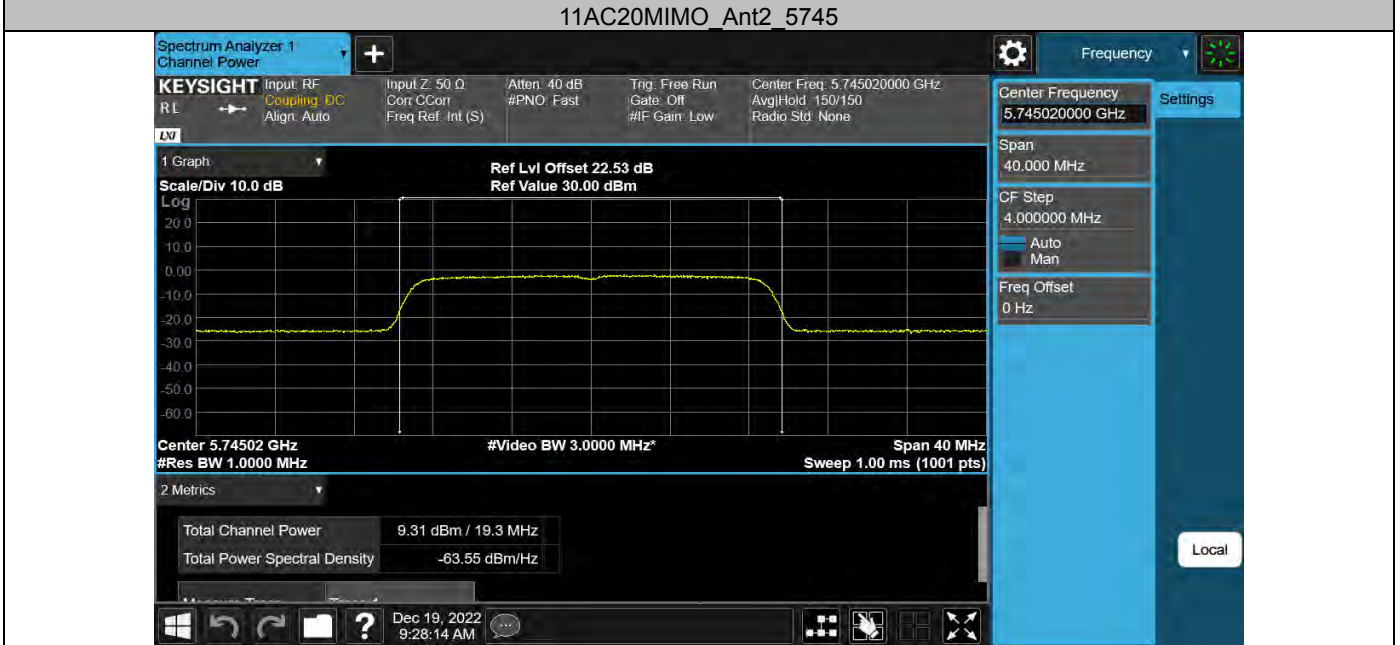 11AC20MIMO_Ant2_5745
Spectrum Analyzer 1
Channel Power
+
Frequency
KEYSIGHT
RL
LXI
Input: RF
Coupling: DC
Align: Auto
Input Z: 50 Ω
Corr CCorr
Freq Ref: Int (S)
Atten: 40 dB
#PNO: Fast
Trig: Free Run
Gate: Off
#IF Gain: Low
Center Freq: 5.745020000 GHz
Avg|Hold: 150/150
Radio Std: None
Center Frequency
5.745020000 GHz
Settings
Span
40.000 MHz
CF Step
4.000000 MHz
Auto
Man
Freq Offset
0 Hz
Local
1 Graph
Scale/Div 10.0 dB
Ref Lvl Offset 22.53 dB
Ref Value 30.00 dBm
Log
20.0
10.0
0.00
-10.0
-20.0
-30.0
-40.0
-50.0
-60.0
Center 5.74502 GHz
#Video BW 3.0000 MHz*
Span 40 MHz
#Res BW 1.0000 MHz
Sweep 1.00 ms (1001 pts)
2 Metrics
Total Channel Power 9.31 dBm / 19.3 MHz
Total Power Spectral Density -63.55 dBm/Hz
?
Dec 19, 2022
9:28:14 AM